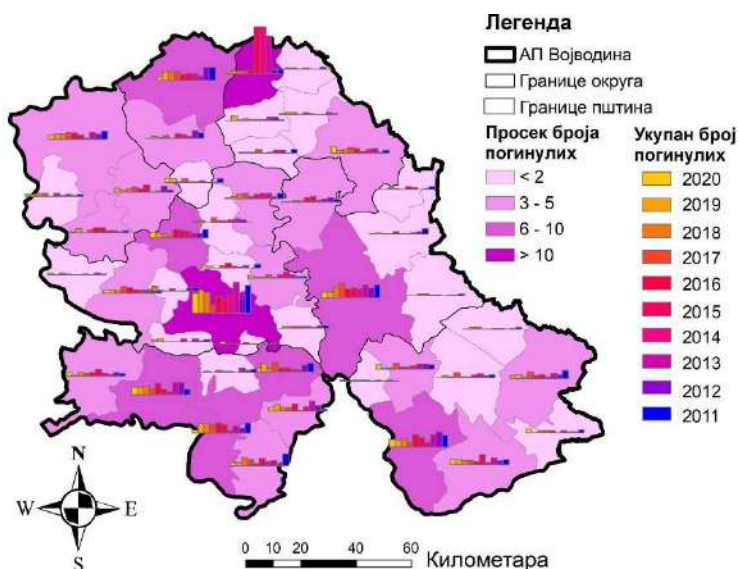 Легенда
АП Војводина
Границе округа
Границе пштина
Просек броја
погинулих
< 2
3 - 5
6 - 10
> 10
Укупан број
погинулих
2020
2019
2018
2017
2016
2015
2014
2013
2012
2011
N
W
E
S
0 10 20 40 60
Километара